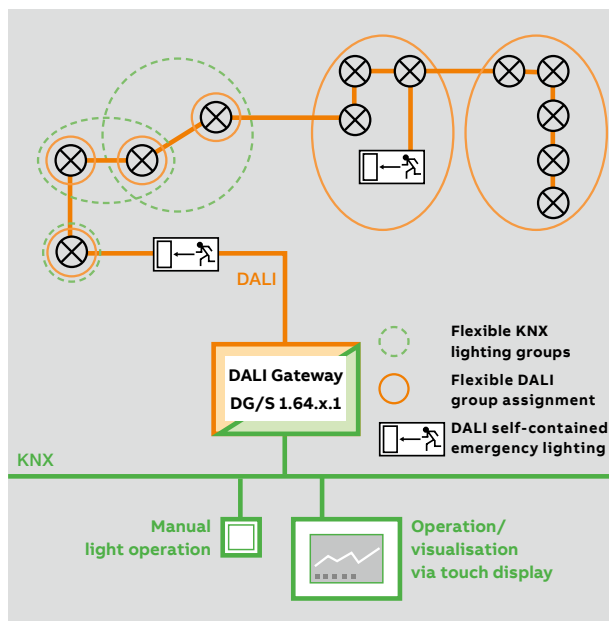 DALI
DALI Gateway
DG/S 1.64.x.1
Flexible KNX
lighting groups
Flexible DALI
group assignment
DALI self-contained
emergency lighting
KNX
Manual
light operation
Operation/
visualisation
via touch display